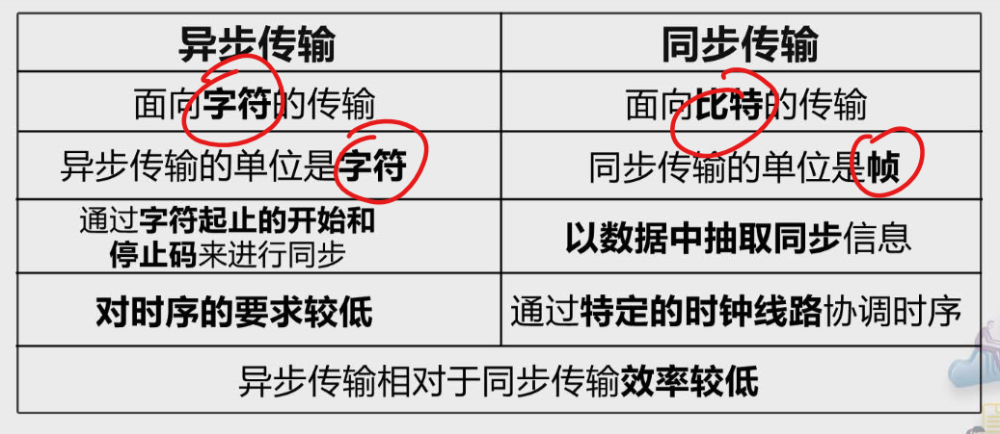 异步传输
同步传输
面向字符的传输
面向比特的传输
异步传输的单位是字符
同步传输的单位是帧
通过字符起止的开始和
停止码来进行同步
以数据中抽取同步信息
对时序的要求较低
通过特定的时钟线路协调时序
异步传输相对于同步传输效率较低